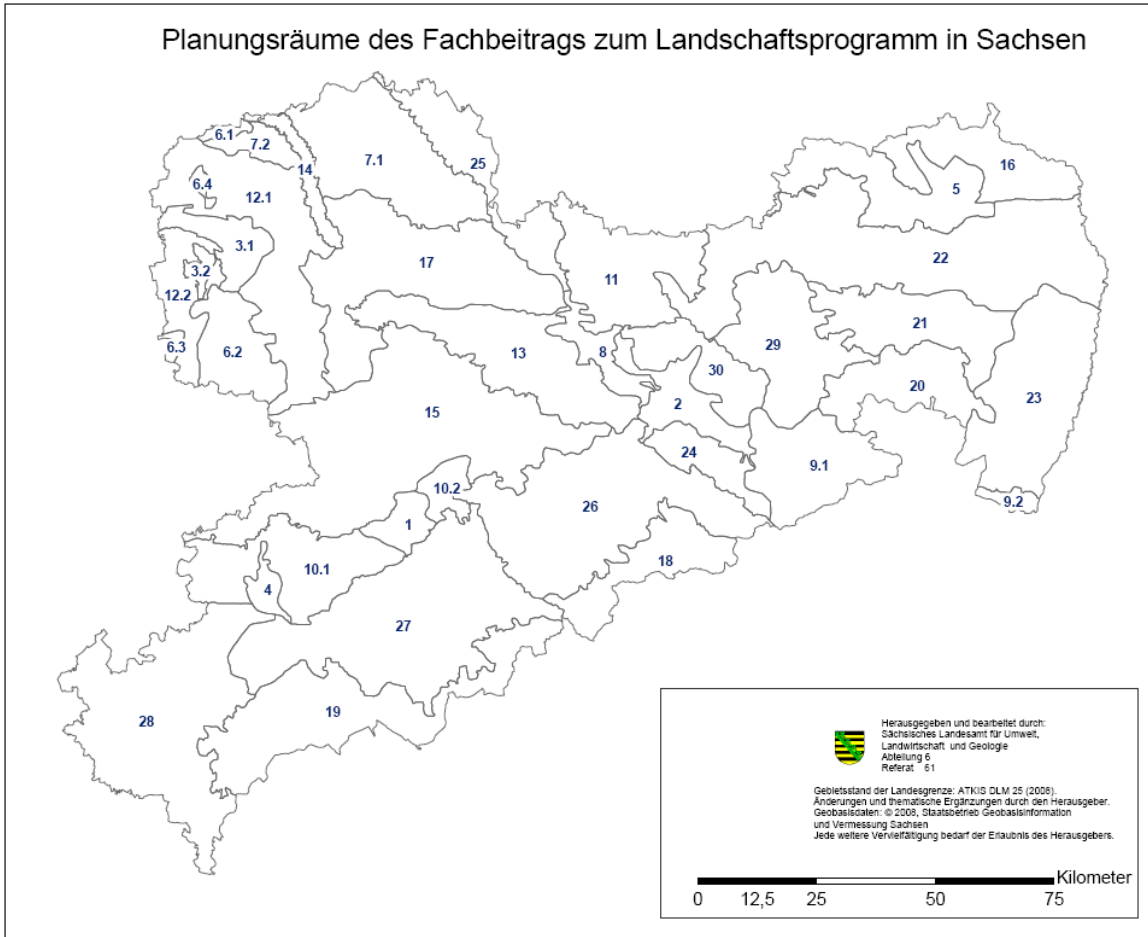 Planungsräume des Fachbeitrags zum Landschaftsprogramm in Sachsen
6.1
7.2
14
7.1
25
16
5
6.4
12.1
3.1
3.2
12.2
17
11
22
21
6.3
6.2
13
8
29
30
20
23
15
2
24
9.1
9.2
10.2
1
26
18
10.1
4
27
28
19
Herausgegeben und bearbeitet durch:
Sächsisches Landesamt für Umwelt,
Landwirtschaft und Geologie
Abteilung 6
Referat 61
Gebietsstand der Landesgrenze: ATKIS DLM 25 (2008).
Änderungen und thematische Ergänzungen durch den Herausgeber.
Geobasisdaten: © 2008, Staatsbetrieb Geobasisinformation
und Vermessung Sachsen
Jede weitere Vervielfältigung bedarf der Erlaubnis des Herausgebers.
Kilometer
0 12,5 25 50 75